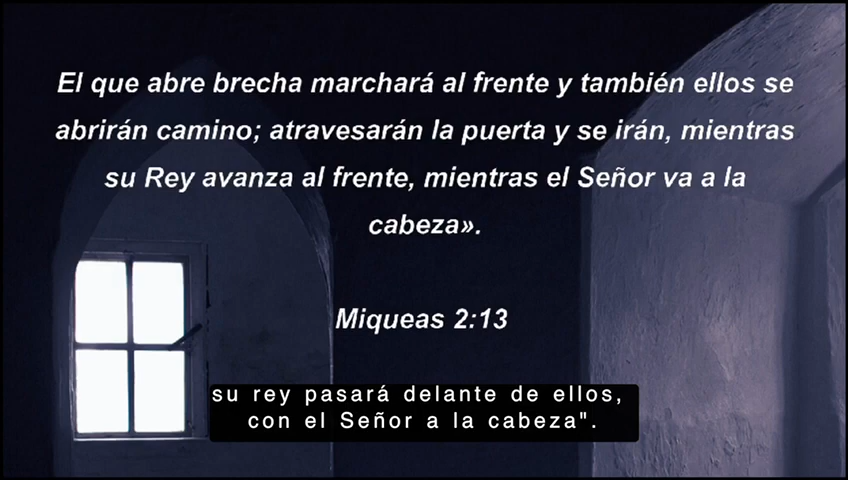 El que abre brecha marchará al frente y también ellos se
abrirán camino; atravesarán la puerta y se irán, mientras
su Rey avanza al frente, mientras el Señor va a la
cabeza».
Miqueas 2:13
su rey pasará delante de ellos,
con el Señor a la cabeza".